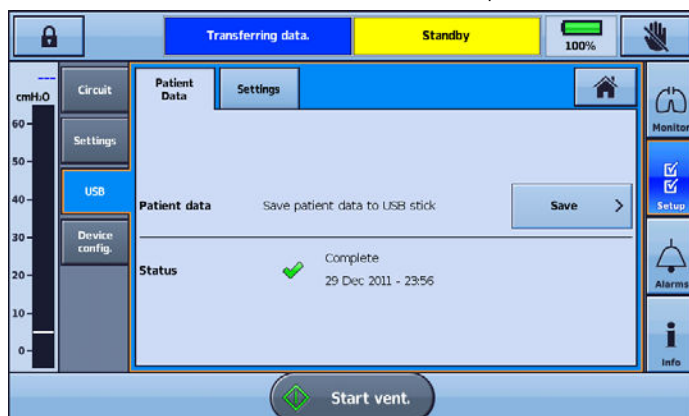 Transferring data.
Standby
100%
---
cmH₂O
60
50
40
30
20
10
0
Circuit
Settings
USB
Device
config.
Patient
Data
Settings
Patient data
Save patient data to USB stick
Save
Status
Complete
29 Dec 2011 - 23:56
Monitor
Setup
Alarms
Info
Start vent.